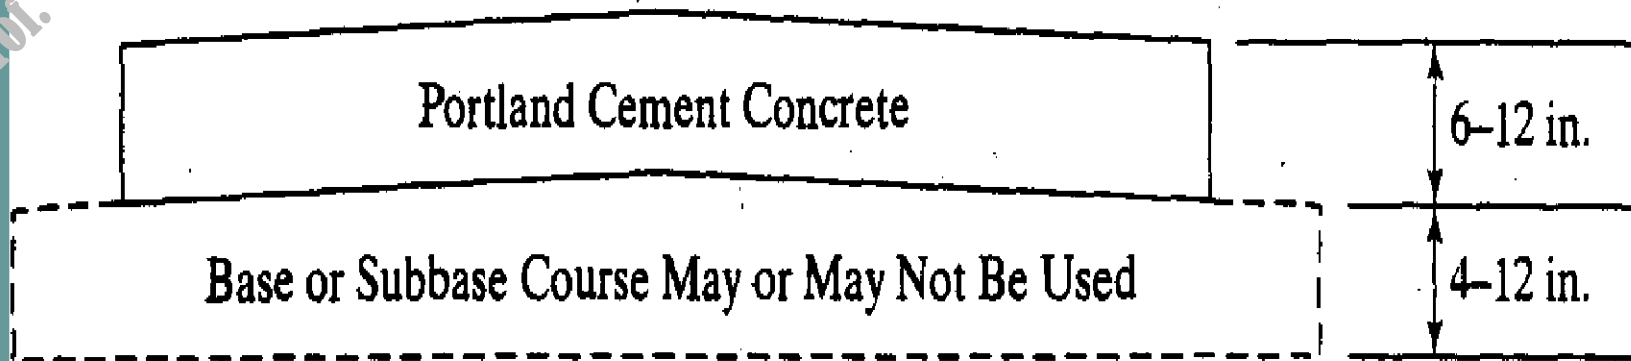 Portland Cement Concrete
6–12 in.
Base or Subbase Course May or May Not Be Used
4–12 in.